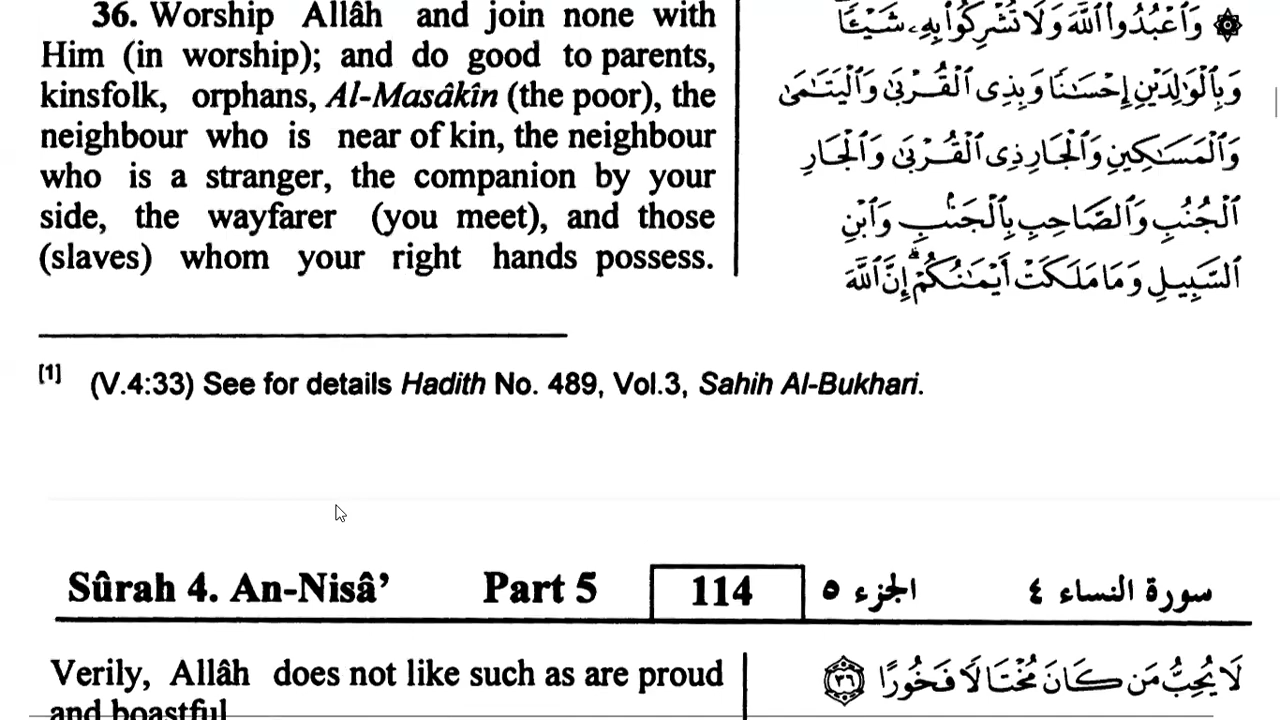 36. Worship Allâh and join none with
Him (in worship); and do good to parents,
kinsfolk, orphans, Al-Masâkîn (the poor), the
neighbour who is near of kin, the neighbour
who is a stranger, the companion by your
side, the wayfarer (you meet), and those
(slaves) whom your right hands possess.
۞ وَٱعۡبُدُواْ ٱللَّهَ وَلَا تُشۡرِكُواْ بِهِۦ شَيۡـٔٗاۖ
وَبِٱلۡوَٰلِدَيۡنِ إِحۡسَٰنٗا وَبِذِى ٱلۡقُرۡبَىٰ وَٱلۡيَتَٰمَىٰ
وَٱلۡمَسَٰكِينِ وَٱلۡجَارِ ذِى ٱلۡقُرۡبَىٰ وَٱلۡجَارِ
ٱلۡجُنُبِ وَٱلصَّاحِبِ بِٱلۡجَنۢبِ وَٱبۡنِ
ٱلسَّبِيلِ وَمَا مَلَكَتۡ أَيۡمَٰنُكُمۡۗ إِنَّ ٱللَّهَ
[1] (V.4:33) See for details Hadith No. 489, Vol.3, Sahih Al-Bukhari.
Sûrah 4. An-Nisâ’ Part 5 114 الجزء ٥ سورة النساء ٤
Verily, Allâh does not like such as are proud
and boastful
لَا يُحِبُّ مَن كَانَ مُخۡتَالٗا فَخُورًا ٣٦